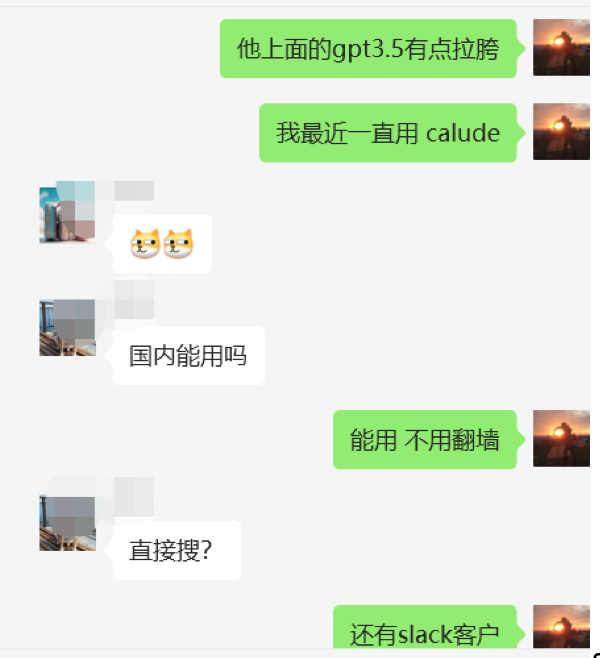 他上面的gpt3.5有点拉胯
我最近一直用 calude
国内能用吗
能用 不用翻墙
直接搜?
还有slack客户